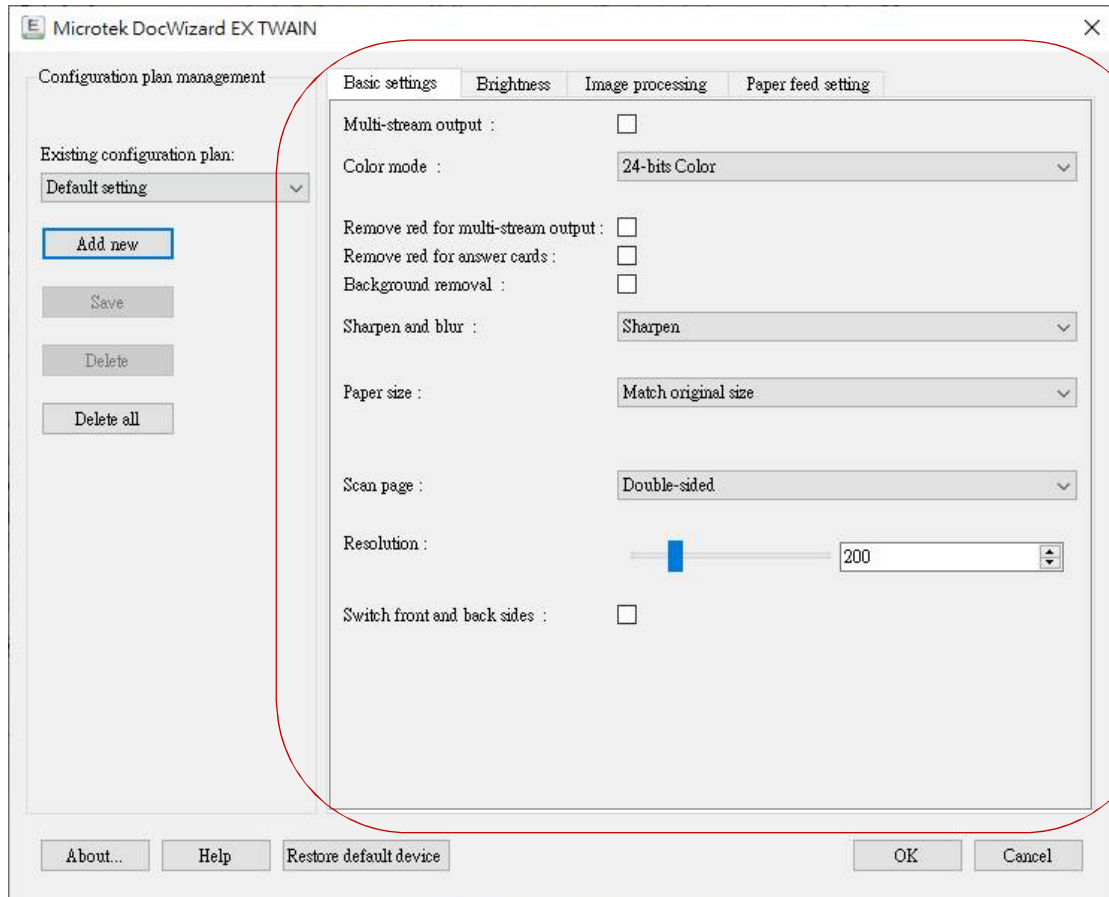 E Microtek DocWizard EX TWAIN
Configuration plan management
Existing configuration plan:
Default setting
Add new
Save
Delete
Delete all
Basic settings Brightness Image processing Paper feed setting
Multi-stream output :
Color mode : 24-bits Color
Remove red for multi-stream output :
Remove red for answer cards :
Background removal :
Sharpen and blur : Sharpen
Paper size : Match original size
Scan page : Double-sided
Resolution : 200
Switch front and back sides :
About... Help Restore default device OK Cancel